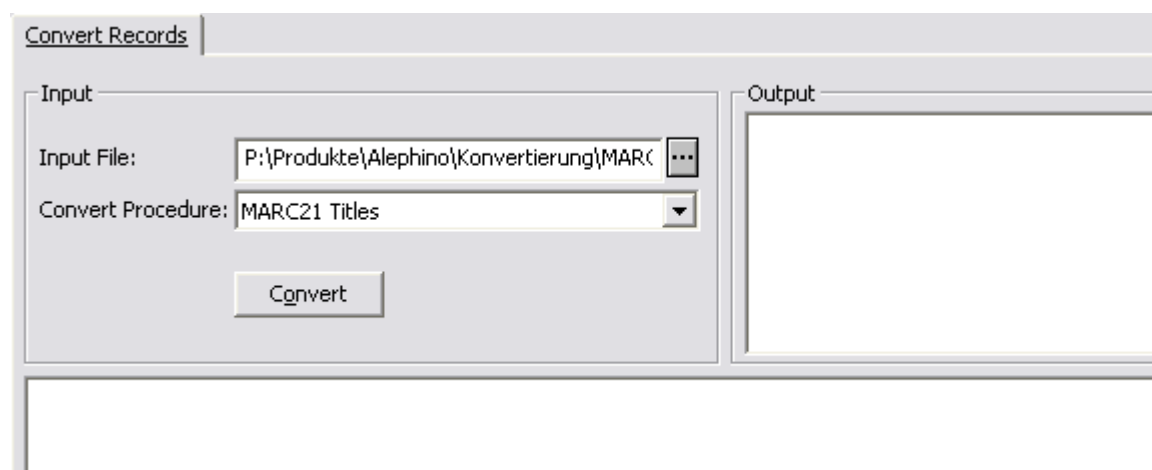 Convert Records
Input
Input File: P:\Produkte\Alephino\Konvertierung\MARC ...
Convert Procedure: MARC21 Titles
Convert
Output